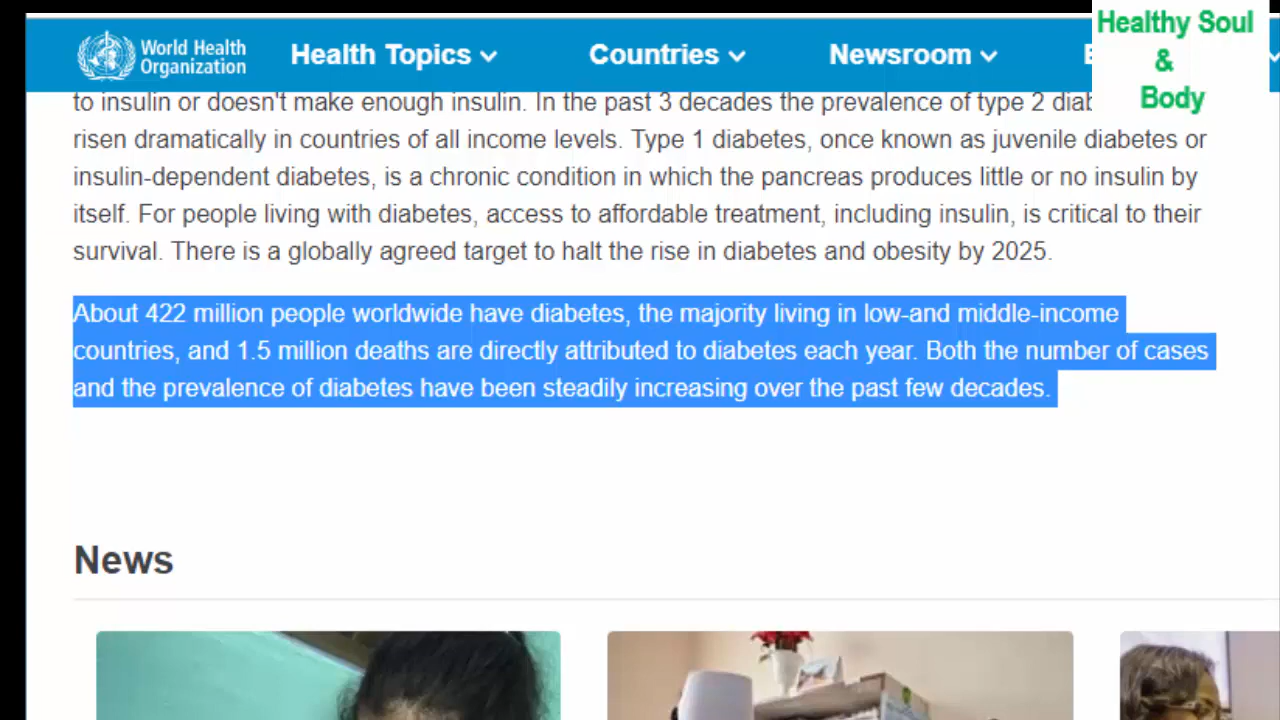 World Health
Organization
Health Topics
Countries
Newsroom
Healthy Soul
&
Body
to insulin or doesn't make enough insulin. In the past 3 decades the prevalence of type 2
risen dramatically in countries of all income levels. Type 1 diabetes, once known as juvenile diabetes or
insulin-dependent diabetes, is a chronic condition in which the pancreas produces little or no insulin by
itself. For people living with diabetes, access to affordable treatment, including insulin, is critical to their
survival. There is a globally agreed target to halt the rise in diabetes and obesity by 2025.
About 422 million people worldwide have diabetes, the majority living in low-and middle-income
countries, and 1.5 million deaths are directly attributed to diabetes each year. Both the number of cases
and the prevalence of diabetes have been steadily increasing over the past few decades.
News